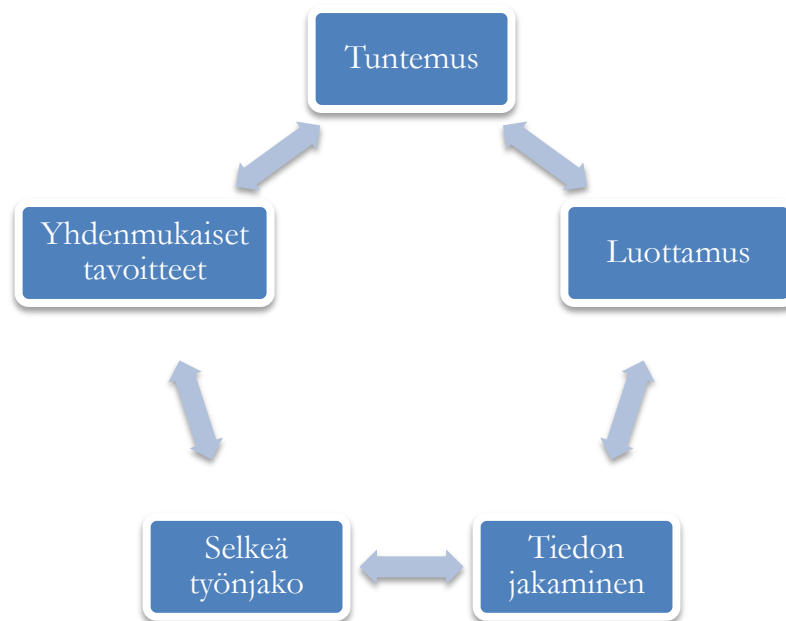 Tuntemus
Luottamus
Tiedon
jakaminen
Selkeä
työnjako
Yhdenmukaiset
tavoitteet